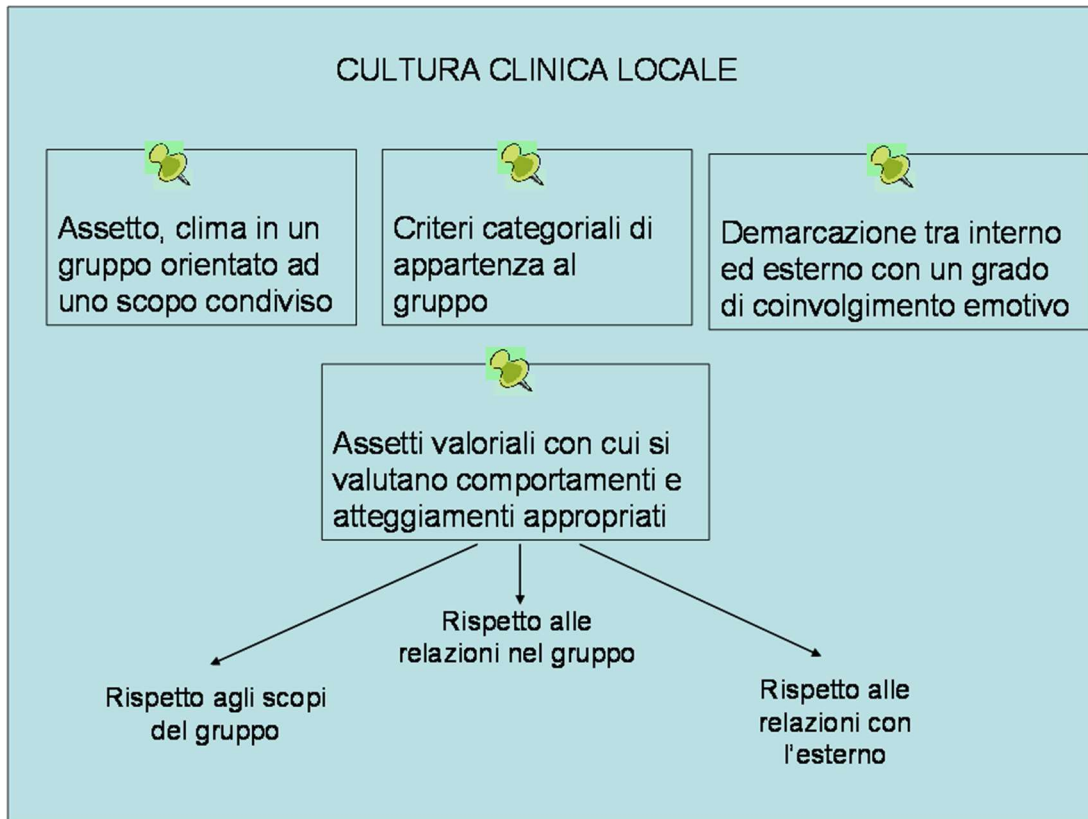 CULTURA CLINICA LOCALE
Assetto, clima in un
gruppo orientato ad
uno scopo condiviso
Criteri categoriali di
appartenza al
gruppo
Demarcazione tra interno
ed esterno con un grado
di coinvolgimento emotivo
Assetti valoriali con cui si
valutano comportamenti e
atteggiamenti appropriati
Rispetto agli scopi
del gruppo
Rispetto alle
relazioni nel gruppo
Rispetto alle
relazioni con
l'esterno